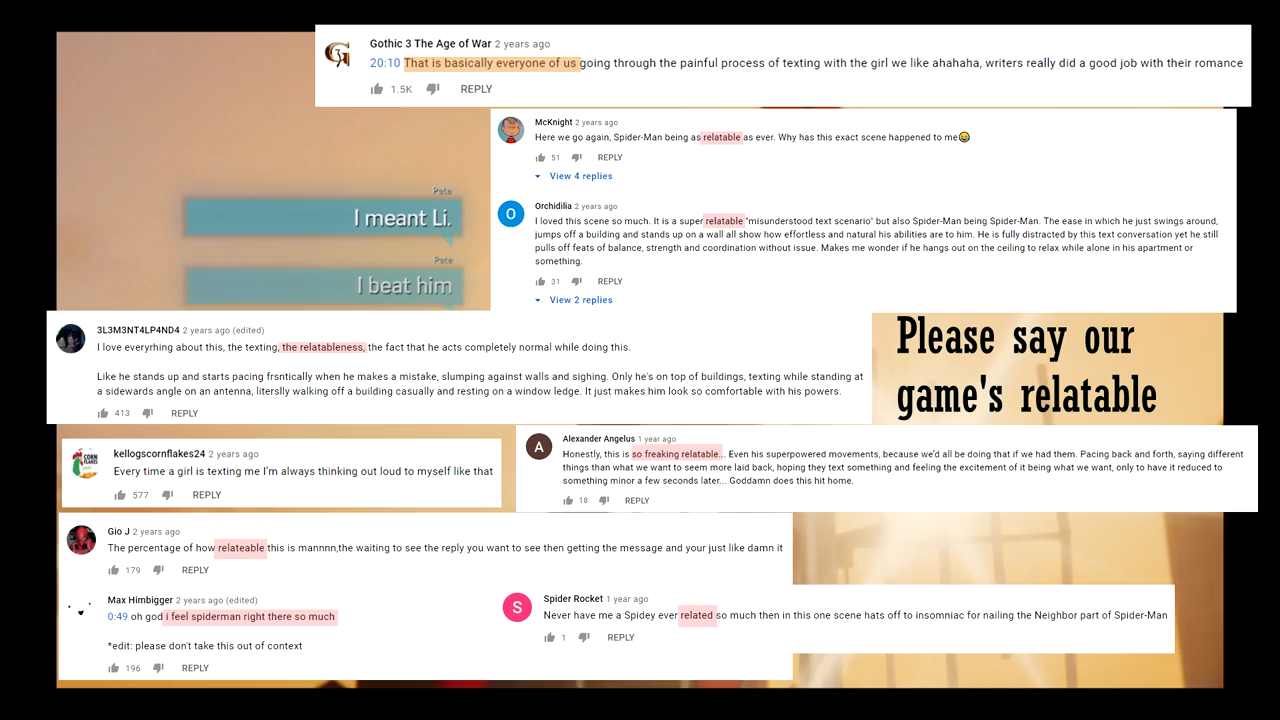 Gothic 3 The Age of War 2 years ago
20:10 That is basically everyone of us going through the painful process of texting with the girl we like ahahaha, writers really did a good job with their romance
1.5K REPLY
McKnight 2 years ago
Here we go again, Spider-Man being as relatable as ever. Why has this exact scene happened to me😂
51 REPLY
View 4 replies
Pete
I meant Li.
Pete
I beat him
O
Orchidilia 2 years ago
I loved this scene so much. It is a super relatable "misunderstood text scenario" but also Spider-Man being Spider-Man. The ease in which he just swings around,
jumps off a building and stands up on a wall all show how effortless and natural his abilities are to him. He is fully distracted by this text conversation yet he still
pulls off feats of balance, strength and coordination without issue. Makes me wonder if he hangs out on the ceiling to relax while alone in his apartment or
something.
31 REPLY
View 2 replies
3L3M3NT4LP4ND4 2 years ago (edited)
I love everyrhing about this, the texting, the relatableness, the fact that he acts completely normal while doing this.
Like he stands up and starts pacing frsntically when he makes a mistake, slumping against walls and sighing. Only he's on top of buildings, texting while standing at
a sidewards angle on an antenna, literslly walking off a building casually and resting on a window ledge. It just makes him look so comfortable with his powers.
413 REPLY
Please say our
game's relatable
CORN
FLAKES
kellogscornflakes24 2 years ago
Every time a girl is texting me I'm always thinking out loud to myself like that
577 REPLY
A
Alexander Angelus 1 year ago
Honestly, this is so freaking relatable... Even his superpowered movements, because we'd all be doing that if we had them. Pacing back and forth, saying different
things than what we want to seem more laid back, hoping they text something and feeling the excitement of it being what we want, only to have it reduced to
something minor a few seconds later... Goddamn does this hit home.
18 REPLY
Gio J 2 years ago
The percentage of how relateable this is mannnn,the waiting to see the reply you want to see then getting the message and your just like damn it
179 REPLY
Max Himbigger 2 years ago (edited)
0:49 oh god i feel spiderman right there so much
*edit: please don't take this out of context
196 REPLY
S
Spider Rocket 1 year ago
Never have me a Spidey ever related so much then in this one scene hats off to insomniac for nailing the Neighbor part of Spider-Man
1 REPLY